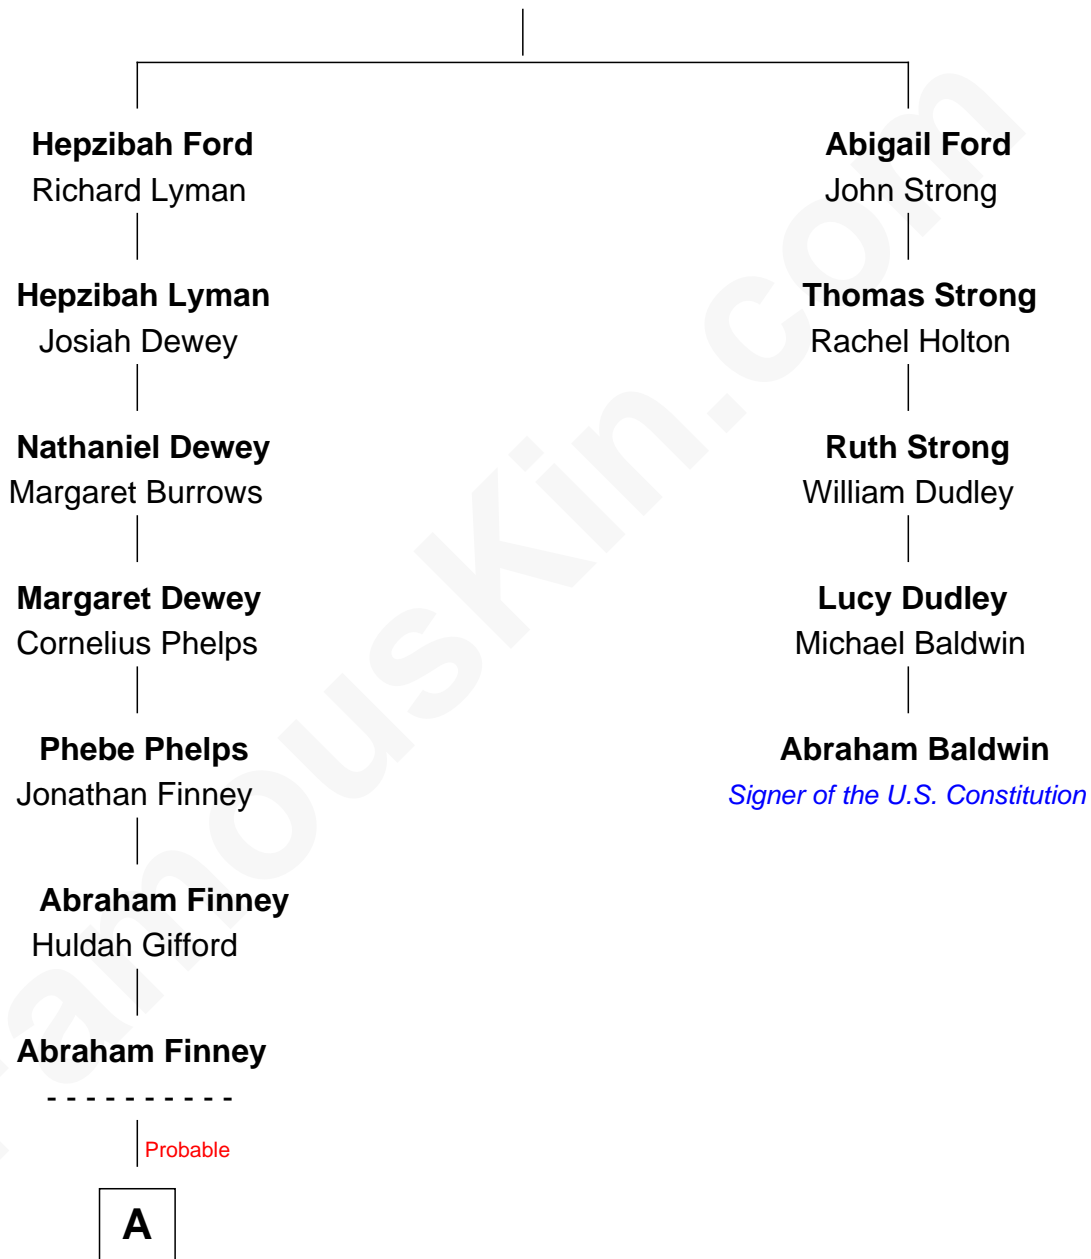 Hepzibah Ford
Richard Lyman
Abigail Ford
John Strong
Hepzibah Lyman
Josiah Dewey
Thomas Strong
Rachel Holton
Nathaniel Dewey
Margaret Burrows
Ruth Strong
William Dudley
Margaret Dewey
Cornelius Phelps
Lucy Dudley
Michael Baldwin
Phebe Phelps
Jonathan Finney
Abraham Baldwin
Signer of the U.S. Constitution
Abraham Finney
Huldah Gifford
Abraham Finney
- - - - - - - - - -
Probable
A
FamousKin.com